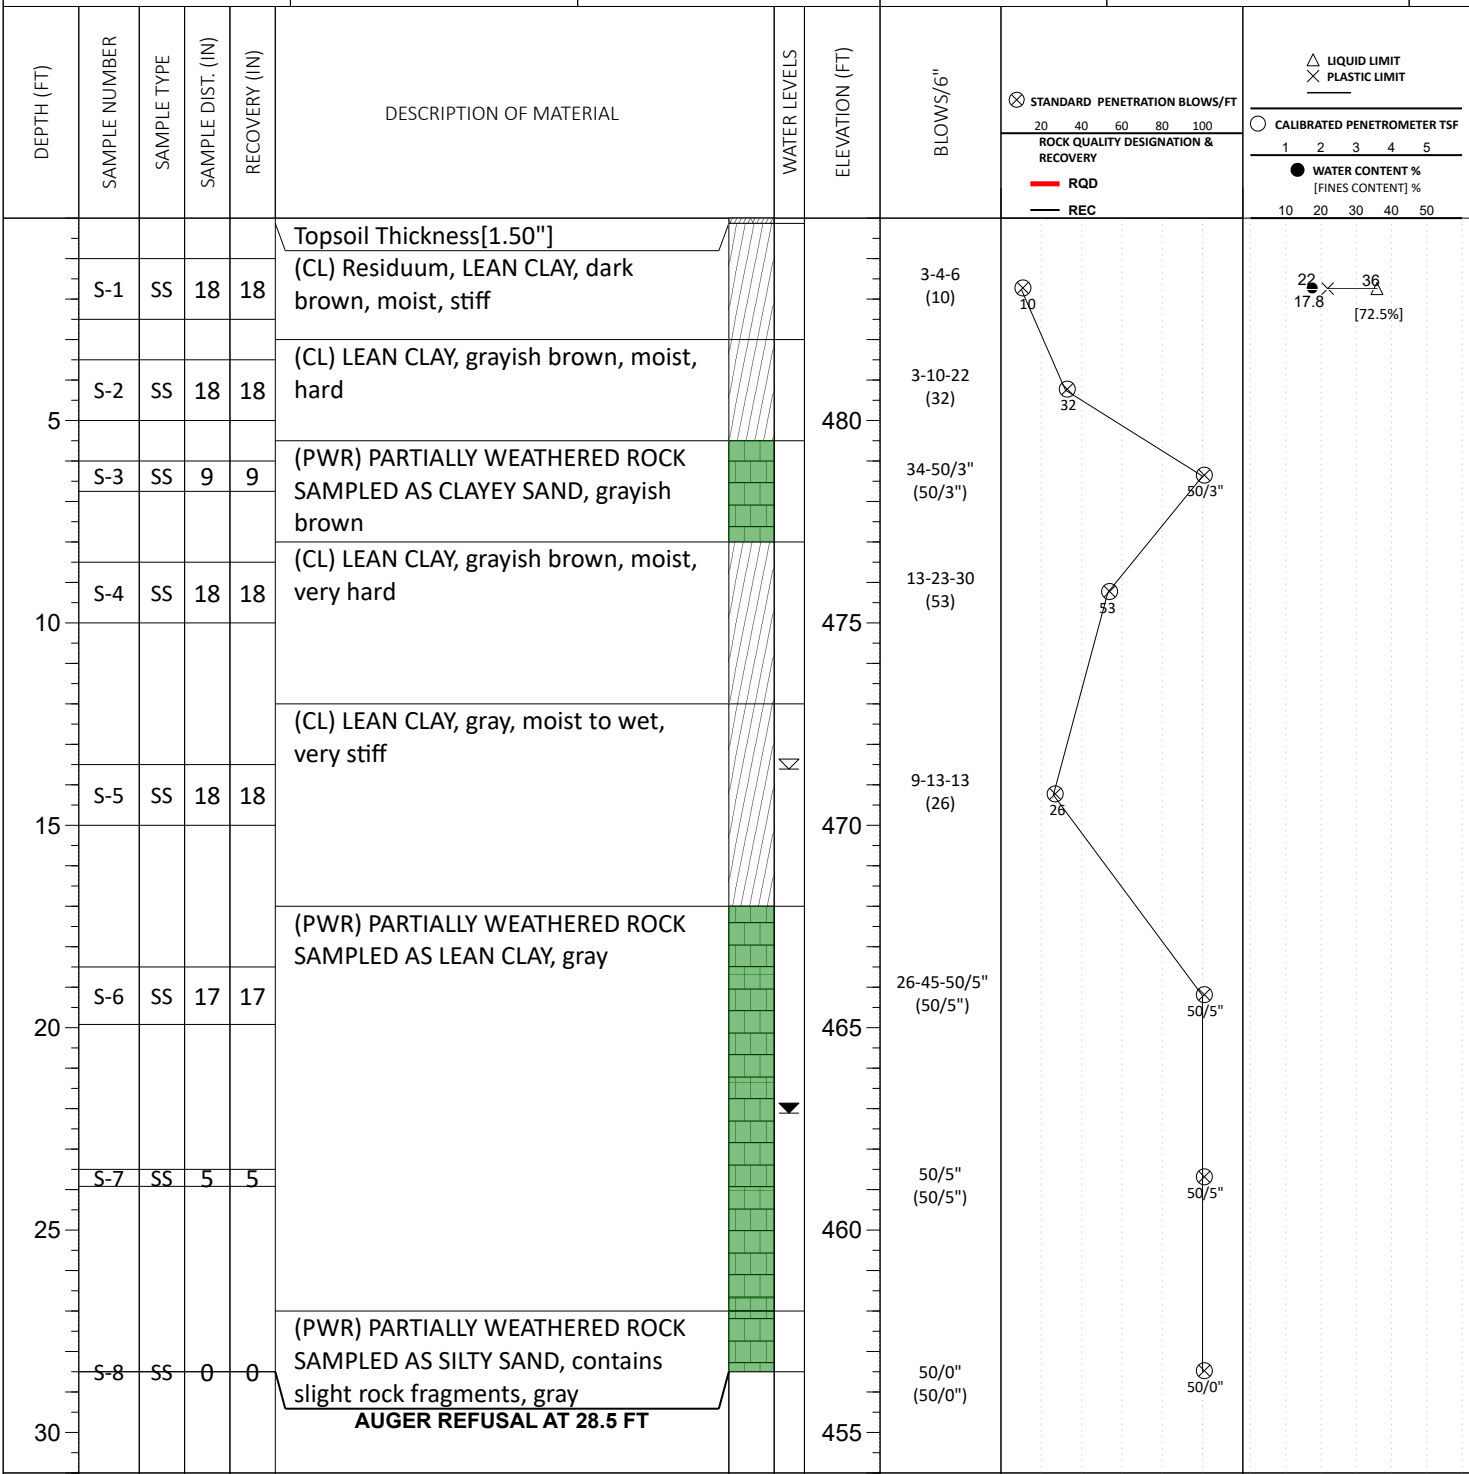 DEPTH (FT)
SAMPLE NUMBER
SAMPLE TYPE
SAMPLE DIST. (IN)
RECOVERY (IN)
DESCRIPTION OF MATERIAL
WATER LEVELS
ELEVATION (FT)
BLOWS/6"
STANDARD PENETRATION BLOWS/FT
20 40 60 80 100
ROCK QUALITY DESIGNATION &
RECOVERY
RQD
REC
LIQUID LIMIT
PLASTIC LIMIT
CALIBRATED PENETROMETER TSF
1 2 3 4 5
WATER CONTENT %
[FINES CONTENT] %
10 20 30 40 50
Topsoil Thickness[1.50"]
(CL) Residuum, LEAN CLAY, dark
brown, moist, stiff
S-1 SS 18 18
3-4-6
(10)
10
22 36
17.8
[72.5%]
(CL) LEAN CLAY, grayish brown, moist,
hard
S-2 SS 18 18
3-10-22
(32)
32
5
480
(PWR) PARTIALLY WEATHERED ROCK
SAMPLED AS CLAYEY SAND, grayish
brown
S-3 SS 9 9
34-50/3"
(50/3")
50/3"
(CL) LEAN CLAY, grayish brown, moist,
very hard
S-4 SS 18 18
13-23-30
(53)
53
10
475
(CL) LEAN CLAY, gray, moist to wet,
very stiff
S-5 SS 18 18
9-13-13
(26)
26
15
470
(PWR) PARTIALLY WEATHERED ROCK
SAMPLED AS LEAN CLAY, gray
S-6 SS 17 17
26-45-50/5"
(50/5")
50/5"
20
465
S-7 SS 5 5
50/5"
(50/5")
50/5"
25
460
(PWR) PARTIALLY WEATHERED ROCK
SAMPLED AS SILTY SAND, contains
slight rock fragments, gray
S-8 SS 0 0
50/0"
(50/0")
50/0"
AUGER REFUSAL AT 28.5 FT
30
455